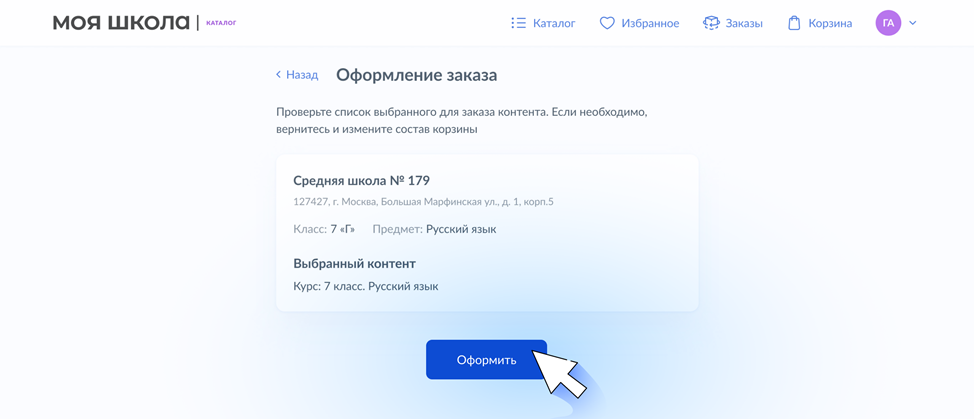 МОЯ ШКОЛА | КАТАЛОГ Каталог Избранное Заказы Корзина ГА
Назад Оформление заказа
Проверьте список выбранного для заказа контента. Если необходимо,
вернитесь и измените состав корзины
Средняя школа № 179
127427, г. Москва, Большая Марфинская ул., д. 1, корп.5
Класс: 7 «Г» Предмет: Русский язык
Выбранный контент
Курс: 7 класс. Русский язык
Оформить